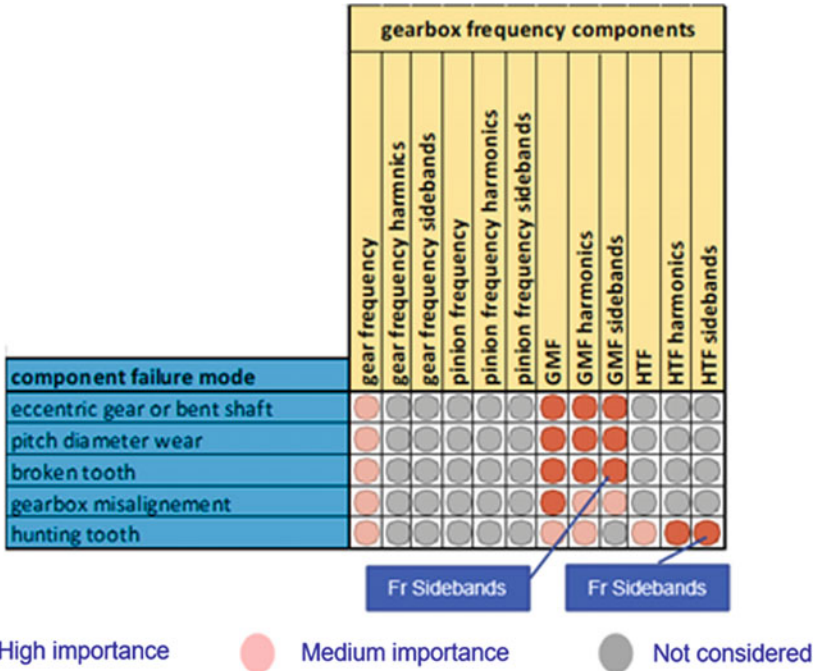 gearbox frequency components
gear frequency
gear frequency harmnics
gear frequency sidebands
pinion frequency
pinion frequency harmonics
pinion frequency sidebands
GMF
GMF harmonics
GMF sidebands
HTF
HTF harmonics
HTF sidebands
component failure mode
eccentric gear or bent shaft
pitch diameter wear
broken tooth
gearbox misalignement
hunting tooth
Fr Sidebands
Fr Sidebands
High importance
Medium importance
Not considered